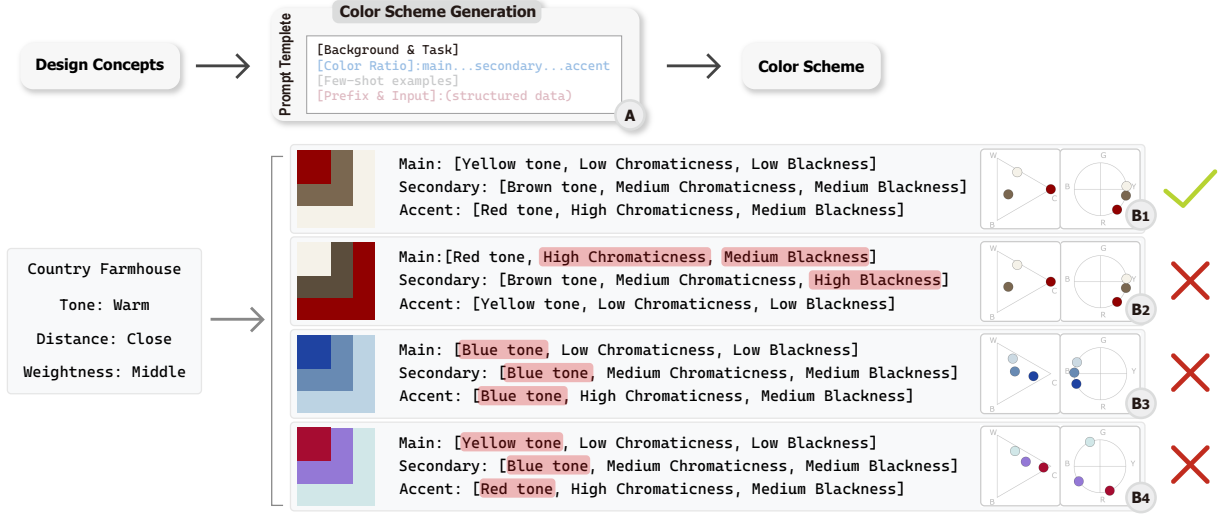 Color Scheme Generation
Design Concepts
Prompt Templete
[Background & Task]
[Color Ratio]:main...secondary...accent
[Few-shot examples]
[Prefix & Input]:(structured data)
A
Color Scheme
Country Farmhouse
Tone: Warm
Distance: Close
Weightness: Middle
Main: [Yellow tone, Low Chromaticness, Low Blackness]
Secondary: [Brown tone, Medium Chromaticness, Medium Blackness]
Accent: [Red tone, High Chromaticness, Medium Blackness]
W
B
C
G
B
Y
R
B1
Main:[Red tone, High Chromaticness, Medium Blackness]
Secondary: [Brown tone, Medium Chromaticness, High Blackness]
Accent: [Yellow tone, Low Chromaticness, Low Blackness]
W
B
C
G
B
Y
R
B2
Main: [Blue tone, Low Chromaticness, Low Blackness]
Secondary: [Blue tone, Medium Chromaticness, Medium Blackness]
Accent: [Blue tone, High Chromaticness, Medium Blackness]
W
B
C
G
B
Y
R
B3
Main: [Yellow tone, Low Chromaticness, Low Blackness]
Secondary: [Blue tone, Medium Chromaticness, Medium Blackness]
Accent: [Red tone, High Chromaticness, Medium Blackness]
W
B
C
G
B
Y
R
B4